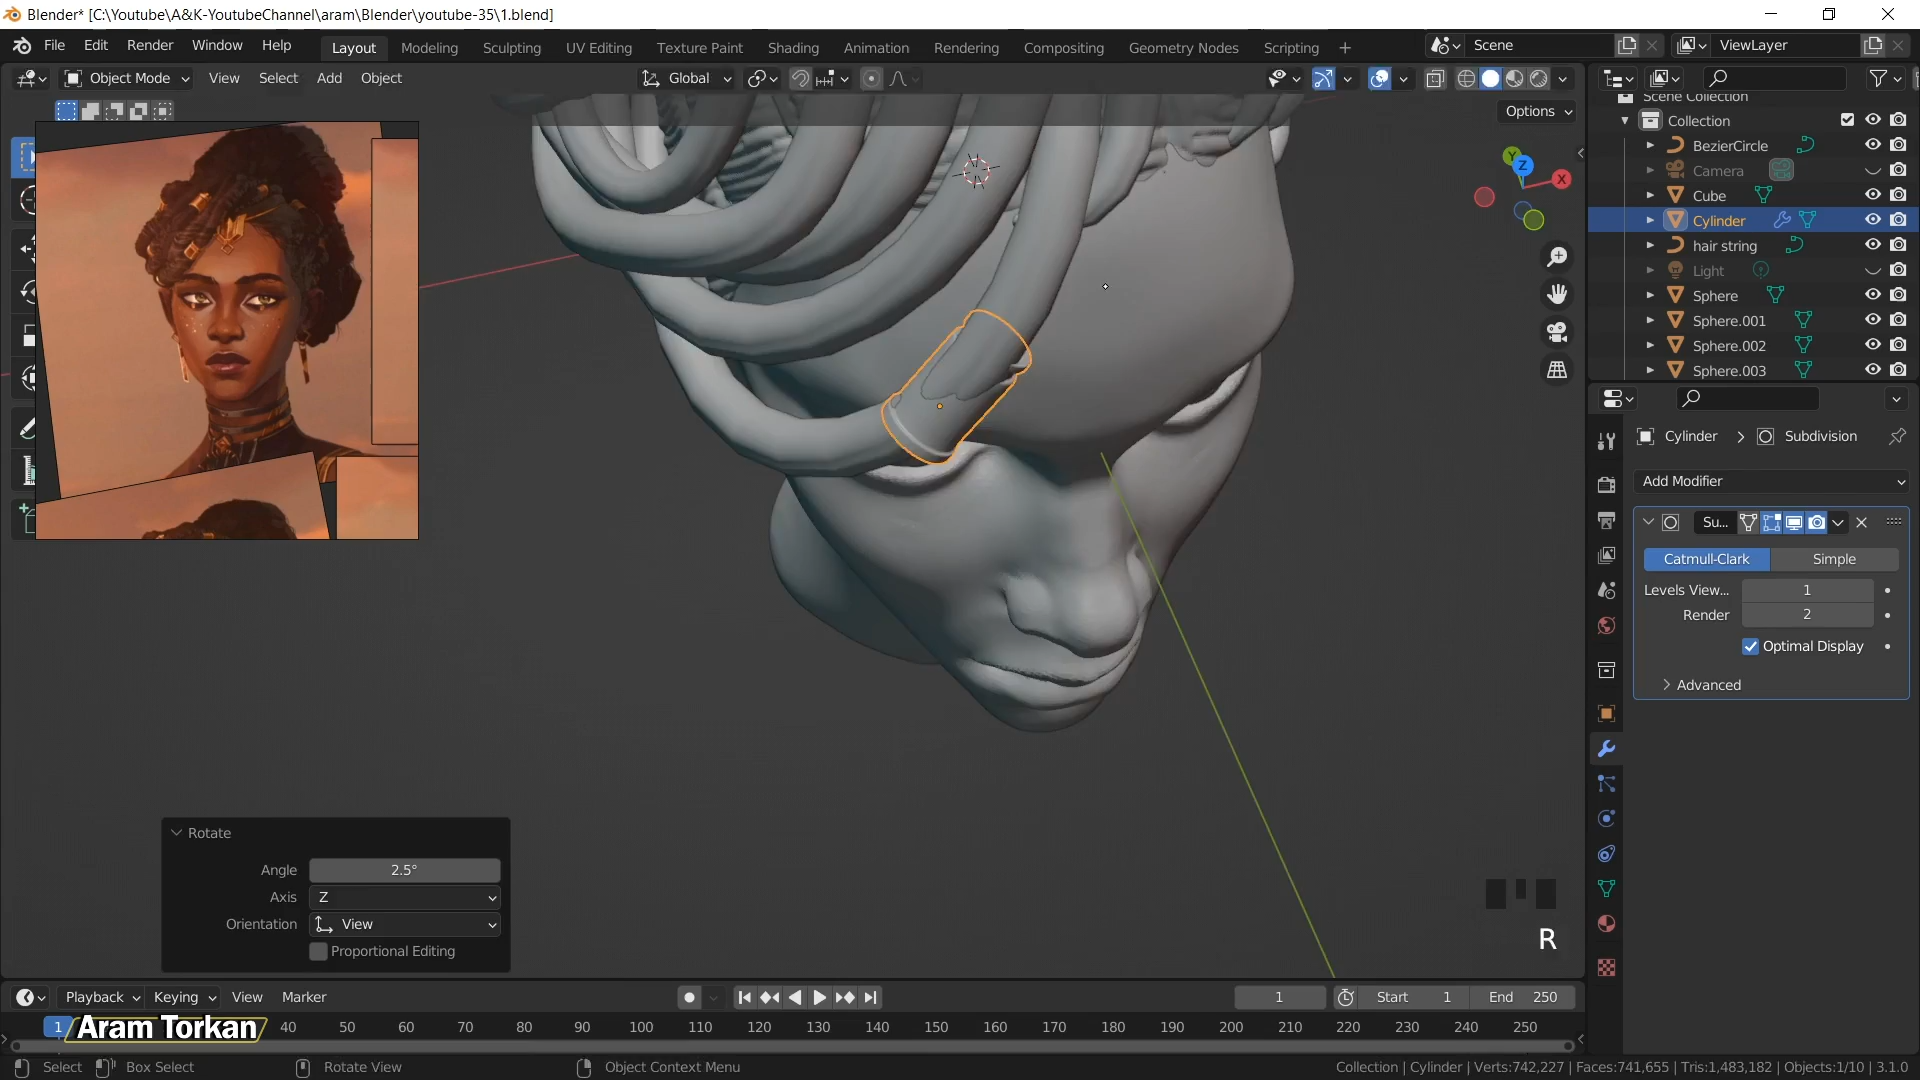 Blender* [C:\Youtube\A&K-YoutubeChannel\aram\Blender\youtube-35\1.blend]
File Edit Render Window Help Layout Modeling Sculpting UV Editing Texture Paint Shading Animation Rendering Compositing Geometry Nodes Scripting + Scene ViewLayer
Object Mode View Select Add Object Global
Options
Scene Collection
Collection
BezierCircle
Camera
Cube
Cylinder
hair string
Light
Sphere
Sphere.001
Sphere.002
Sphere.003
Y
Z
X
Cylinder > Subdivision
Add Modifier
Su...
Catmull-Clark Simple
Levels View... 1
Render 2
Optimal Display
Advanced
Rotate
Angle 2.5°
Axis Z
Orientation View
Proportional Editing
R
Playback Keying View Marker 1 Start 1 End 250
1 40 50 60 70 80 90 100 110 120 130 140 150 160 170 180 190 200 210 220 230 240 250
Aram Torkan
Select Box Select Rotate View Object Context Menu Collection | Cylinder | Verts:742,227 | Faces:741,655 | Tris:1,483,182 | Objects:1/10 | 3.1.0